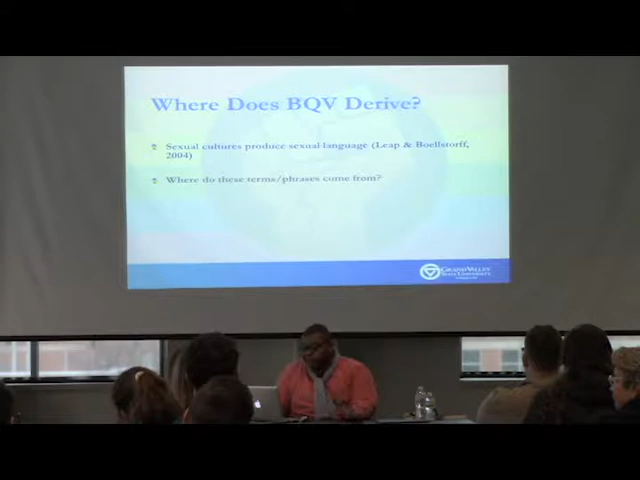 Where Does BQV Derive?
Sexual cultures produce sexual language (Leap & Boellstorff,
2004)
Where do these terms/phrases come from?
GRAND VALLEY
STATE UNIVERSITY